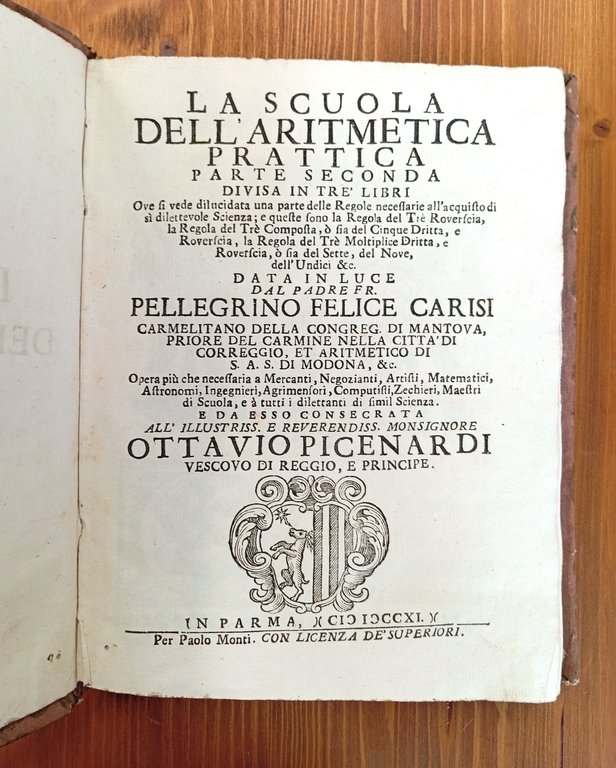 LA SCUOLA
DELL'ARITMETICA
PRATTICA
PARTE SECONDA
DIVISA IN TRE' LIBRI
Ove si vede dilucidata una parte delle Regole necessarie all'acquisto di
sì dilettevole Scienza; e queste sono la Regola del Trè Roverscia,
la Regola del Trè Composta, ò sia del Cinque Dritta, e
Roverscia, la Regola del Trè Moltiplice Dritta, e
Roverscia, ò sia del Sette, del Nove,
dell'Undici &c.
DATA IN LUCE
DAL PADRE FR.
PELLEGRINO FELICE CARISI
CARMELITANO DELLA CONGREG. DI MANTOVA,
PRIORE DEL CARMINE NELLA CITTA' DI
CORREGGIO, ET ARITMETICO DI
S. A. S. DI MODONA, &c.
Opera più che necessaria a Mercanti, Negozianti, Artisti, Matematici,
Astronomi, Ingegnieri, Agrimensori, Computisti, Zechieri, Maestri
di Scuola, e à tutti i dilettanti di simil Scienza.
E DA ESSO CONSECRATA
ALL' ILLUSTRISS. E REVERENDISS. MONSIGNORE
OTTAVIO PICENARDI
VESCOVO DI REGGIO, E PRINCIPE.
IN PARMA, )( CIↃ IↃCCXI. )(
Per Paolo Monti. CON LICENZA DE' SUPERIORI.